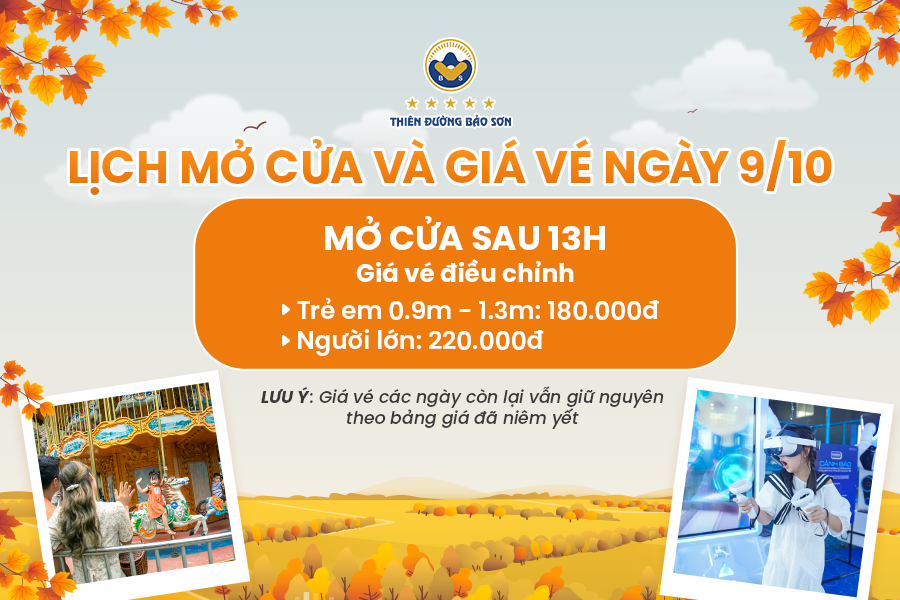 B S
THIÊN ĐƯỜNG BẢO SƠN
LỊCH MỞ CỬA VÀ GIÁ VÉ NGÀY 9/10
MỞ CỬA SAU 13H
Giá vé điều chỉnh
Trẻ em 0.9m - 1.3m: 180.000đ
Người lớn: 220.000đ
LƯU Ý: Giá vé các ngày còn lại vẫn giữ nguyên
theo bảng giá đã niêm yết
CẢNH BÁO